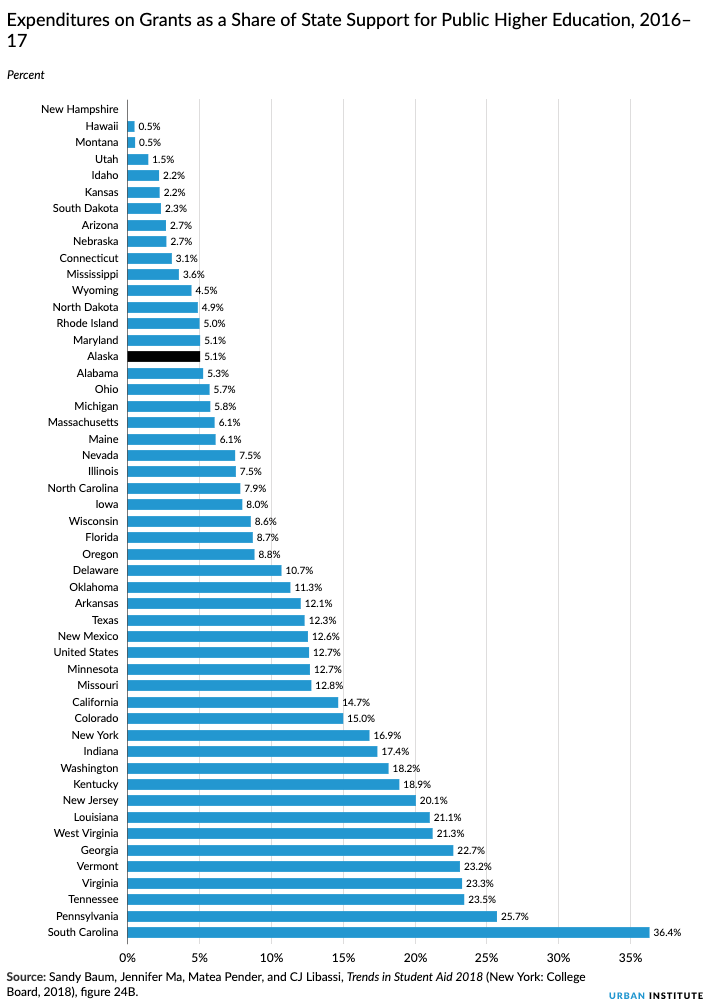 Expenditures on Grants as a Share of State Support for Public Higher Education, 2016–
17
Percent
New Hampshire
Hawaii 0.5%
Montana 0.5%
Utah 1.5%
Idaho 2.2%
Kansas 2.2%
South Dakota 2.3%
Arizona 2.7%
Nebraska 2.7%
Connecticut 3.1%
Mississippi 3.6%
Wyoming 4.5%
North Dakota 4.9%
Rhode Island 5.0%
Maryland 5.1%
Alaska 5.1%
Alabama 5.3%
Ohio 5.7%
Michigan 5.8%
Massachusetts 6.1%
Maine 6.1%
Nevada 7.5%
Illinois 7.5%
North Carolina 7.9%
Iowa 8.0%
Wisconsin 8.6%
Florida 8.7%
Oregon 8.8%
Delaware 10.7%
Oklahoma 11.3%
Arkansas 12.1%
Texas 12.3%
New Mexico 12.6%
United States 12.7%
Minnesota 12.7%
Missouri 12.8%
California 14.7%
Colorado 15.0%
New York 16.9%
Indiana 17.4%
Washington 18.2%
Kentucky 18.9%
New Jersey 20.1%
Louisiana 21.1%
West Virginia 21.3%
Georgia 22.7%
Vermont 23.2%
Virginia 23.3%
Tennessee 23.5%
Pennsylvania 25.7%
South Carolina 36.4%
0% 5% 10% 15% 20% 25% 30% 35%
Source: Sandy Baum, Jennifer Ma, Matea Pender, and CJ Libassi, Trends in Student Aid 2018 (New York: College
Board, 2018), figure 24B.
URBAN INSTITUTE